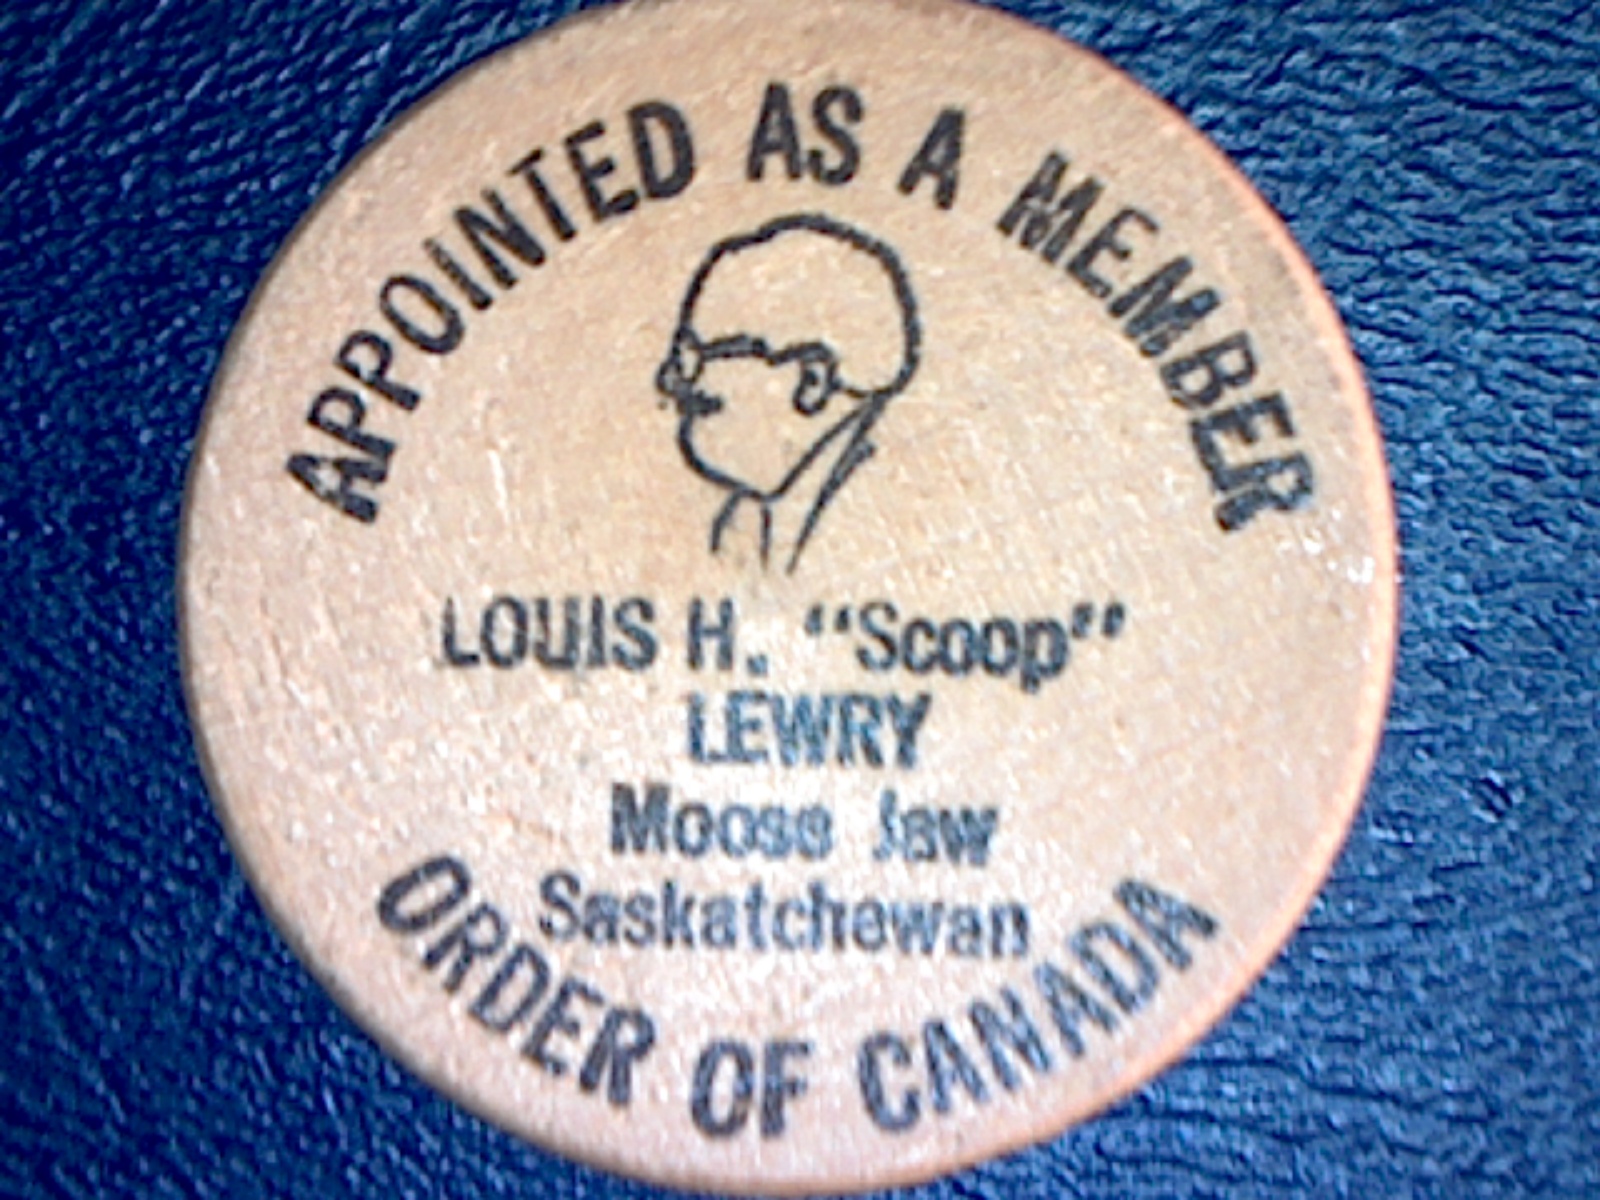 APPOINTED AS A MEMBER
LOUIS H. "Scoop"
LEWRY
Moose Jaw
Saskatchewan
ORDER OF CANADA